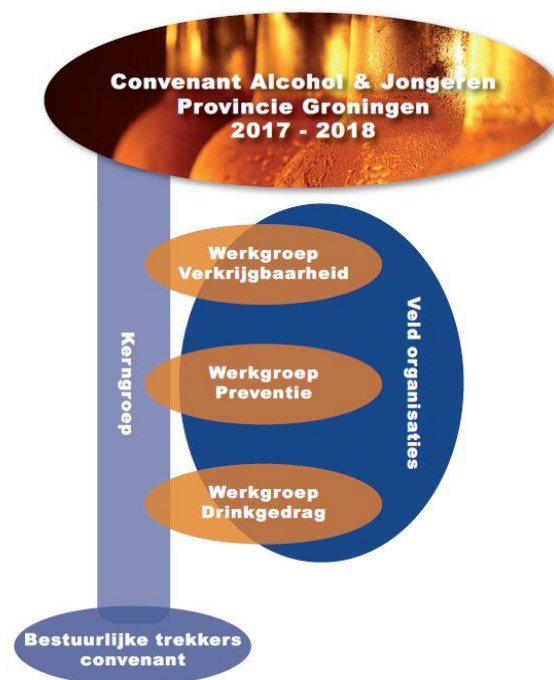 Convenant Alcohol & Jongeren
Provincie Groningen
2017 - 2018
Werkgroep
Verkrijgbaarheid
Kerngroep
Werkgroep
Preventie
Veld organisaties
Werkgroep
Drinkgedrag
Bestuurlijke trekkers
convenant